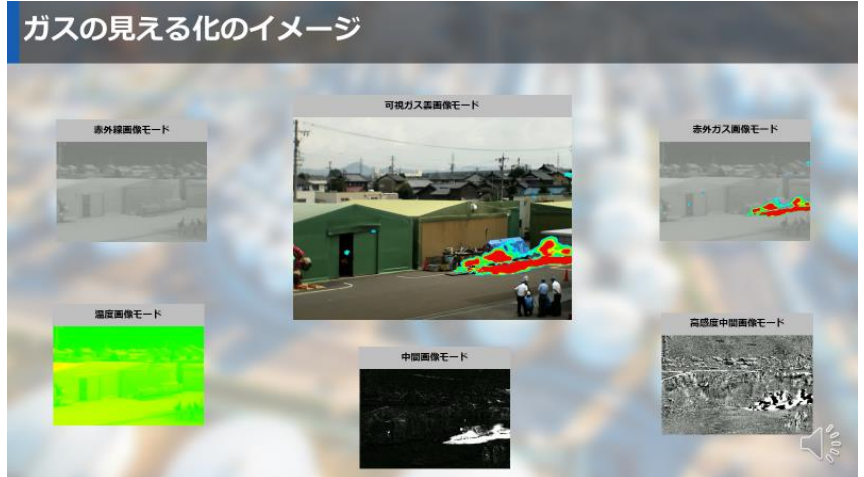 ガスの見える化のイメージ
可視ガス雲画像モード
赤外線画像モード
赤外ガス画像モード
温度画像モード
高感度中間画像モード
中間画像モード